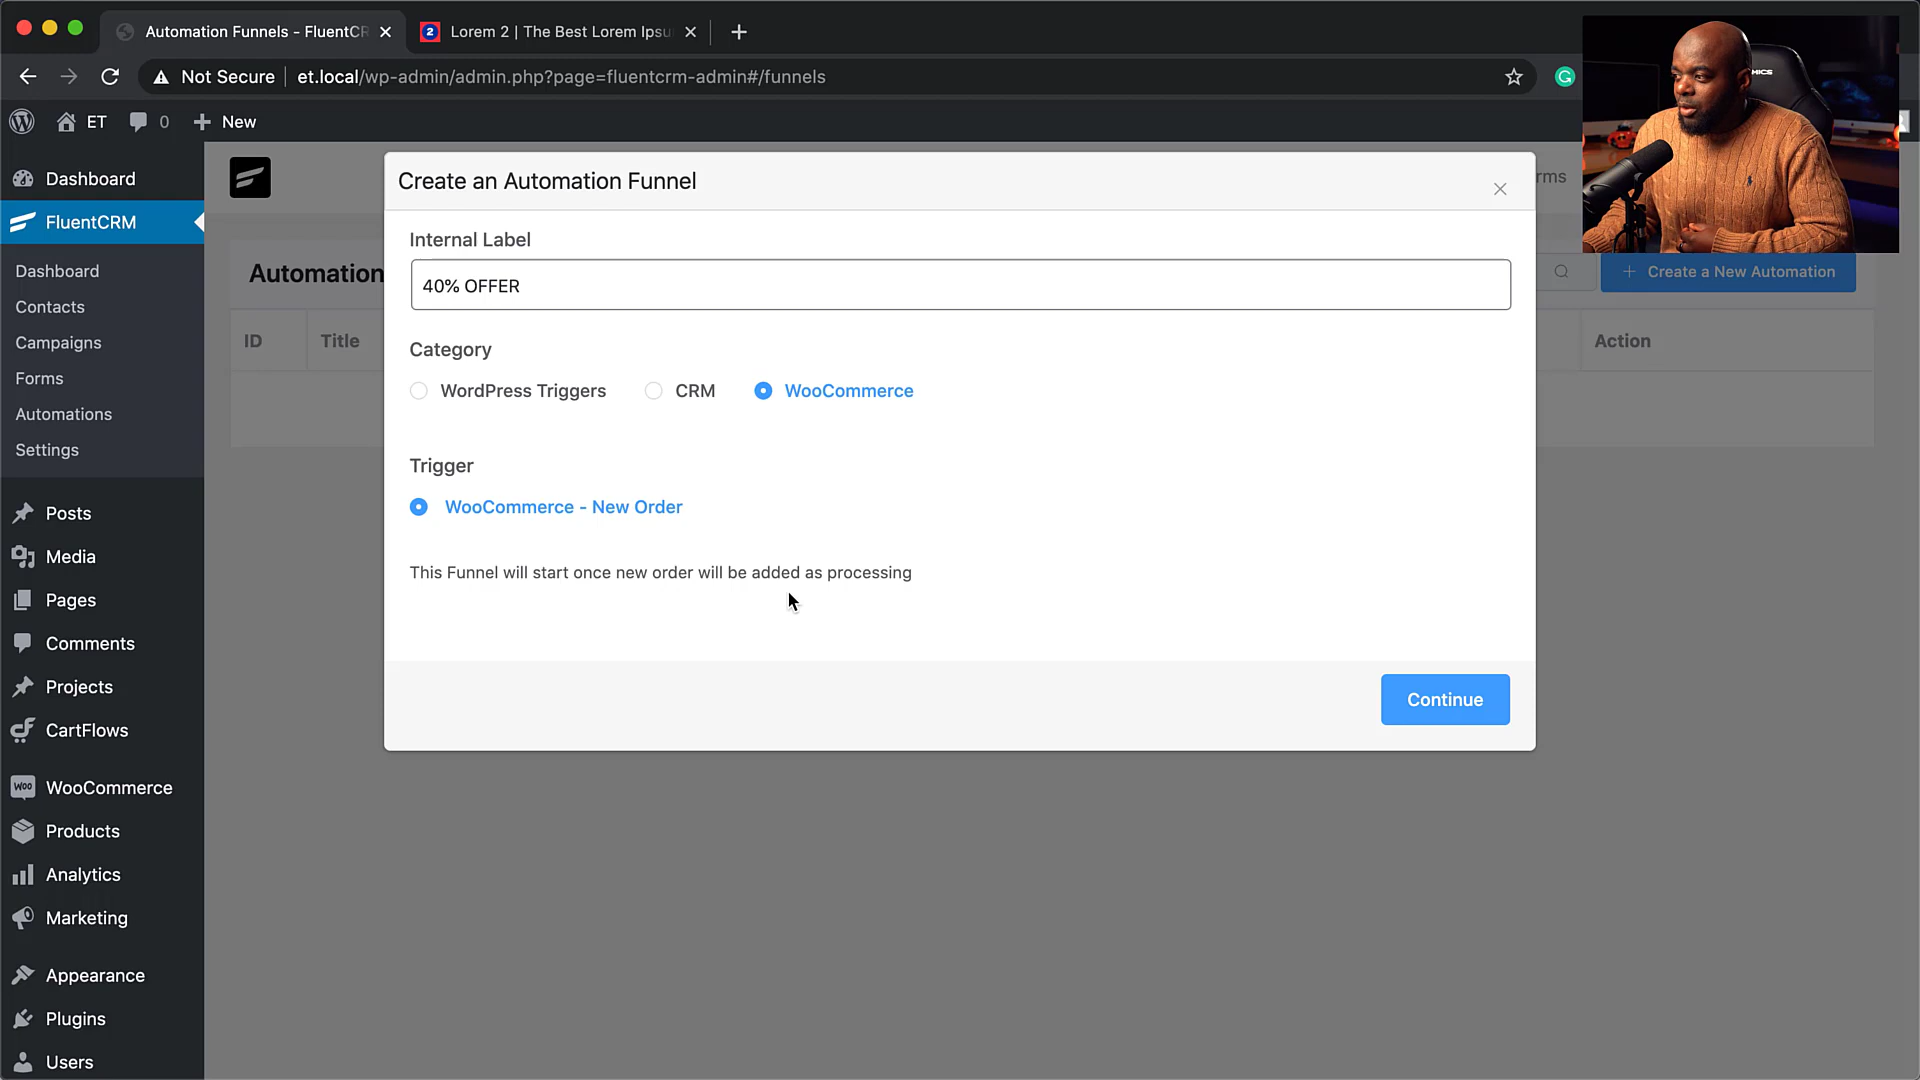 Automation Funnels - FluentCR
Lorem 2 | The Best Lorem Ipsu
Not Secure
et.local/wp-admin/admin.php?page=fluentcrm-admin#/funnels
ET
0
New
Dashboard
FluentCRM
Dashboard
Contacts
Campaigns
Forms
Automations
Settings
Posts
Media
Pages
Comments
Projects
CartFlows
WooCommerce
Products
Analytics
Marketing
Appearance
Plugins
Users
Automation
ID
Title
Action
Create a New Automation
rms
Create an Automation Funnel
Internal Label
40% OFFER
Category
WordPress Triggers
CRM
WooCommerce
Trigger
WooCommerce - New Order
This Funnel will start once new order will be added as processing
Continue